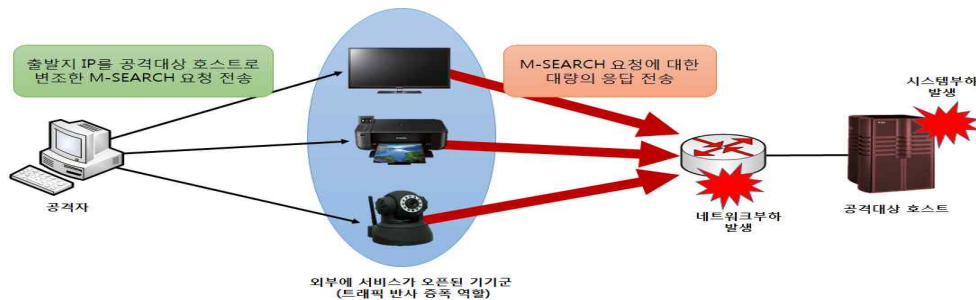 출발지 IP를 공격대상 호스트로
변조한 M-SEARCH 요청 전송
M-SEARCH 요청에 대한
대량의 응답 전송
시스템부하
발생
공격자
네트워크부하
발생
공격대상 호스트
외부에 서비스가 오픈된 기기군
(트래픽 반사 증폭 역할)